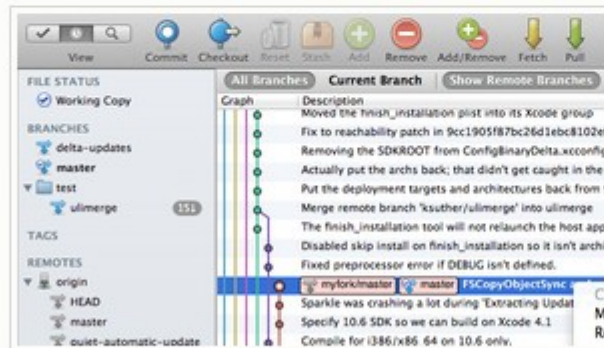 View Commit Checkout Reset Stash Add Remove Add/Remove Fetch Pull
FILE STATUS
Working Copy
BRANCHES
delta-updates
master
test
ulimerge 151
TAGS
REMOTES
origin
HEAD
master
quiet-automatic-update
All Branches Current Branch Show Remote Branches
Graph Description
Moved the finish_installation plist into its Xcode group
Fix to reachability patch in 9cc1905f87bc26d1ebc8102e
Removing the SDKROOT from ConfigBinaryDelta.xcconfig
Actually put the archs back; that didn't get caught in the
Put the deployment targets and architectures back from
Merge remote branch 'ksuther/ulimerge' into ulimerge
The finish_installation tool will not relaunch the host app
Disabled skip install on finish_installation so it isn't archi
Fixed preprocessor error if DEBUG isn't defined.
myfork/master master FSCopyObjectSync
Sparkle was crashing a lot during "Extracting Updat
Specify 10.6 SDK so we can build on Xcode 4.1
Compile for i386/x86_64 on 10.6 only.
C
M
R